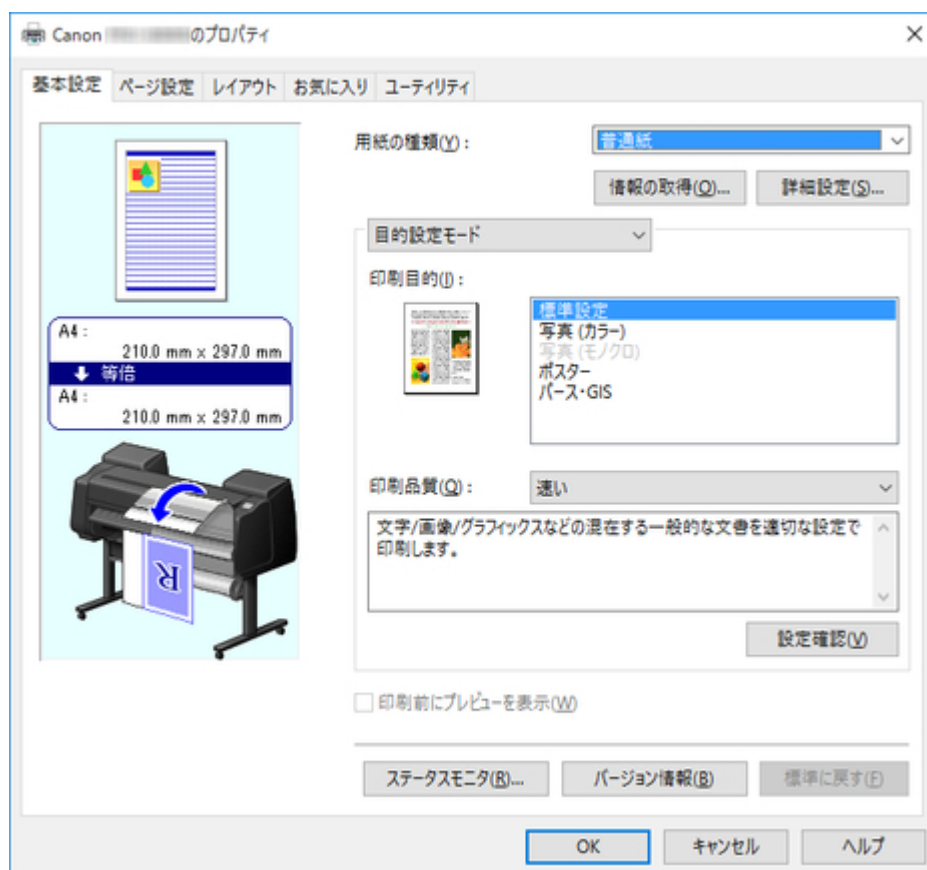 Canon のプロパティ
基本設定 ページ設定 レイアウト お気に入り ユーティリティ
用紙の種類(Y) : 普通紙
情報の取得(O)... 詳細設定(S)...
目的設定モード
印刷目的(I) :
標準設定
写真 (カラー)
写真 (モノクロ)
ポスター
パース・GIS
A4 :
210.0 mm x 297.0 mm
等倍
A4 :
210.0 mm x 297.0 mm
R
印刷品質(Q) : 速い
文字/画像/グラフィックスなどの混在する一般的な文書を適切な設定で
印刷します。
設定確認(V)
印刷前にプレビューを表示(W)
ステータスモニタ(R)... バージョン情報(B) 標準に戻す(F)
OK キャンセル ヘルプ